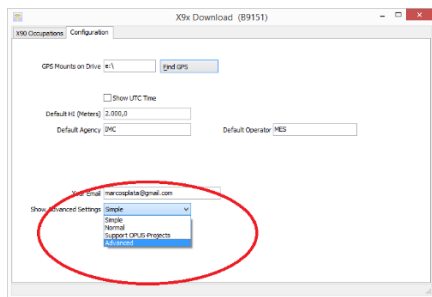 X9x Download (B9151)
X90 Occupations Configuration
GPS Mounts on Drive e:\ Find GPS
Show UTC Time
Default HI (Meters) 2.000,0
Default Agency IMC Default Operator MES
Your Email marcosplata@gmail.com
Show Advanced Settings Simple
Simple
Normal
Support OPUS-Projects
Advanced